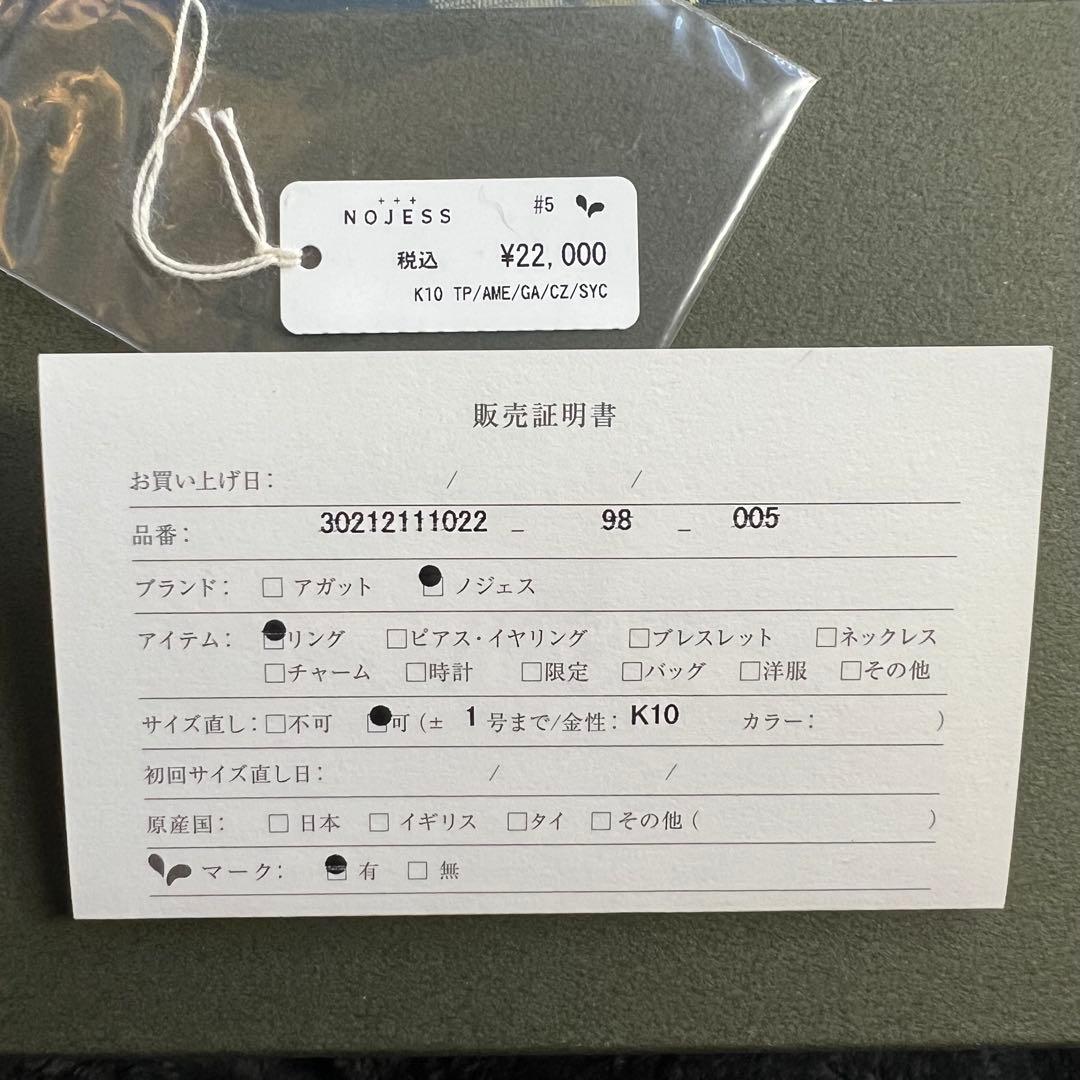 + + +
NOJESS #5
税込 ¥22,000
K10 TP/AME/GA/CZ/SYC
販売証明書
お買い上げ日: / /
品番: 30212111022 - 98 - 005
ブランド: □ アガット ● ノジェス
アイテム: ●リング □ピアス・イヤリング □ブレスレット □ネックレス
□チャーム □時計 □限定 □バッグ □洋服 □その他
サイズ直し: □不可 ●可 (± 1 号まで/金性: K10 カラー: )
初回サイズ直し日: / /
原産国: □ 日本 □ イギリス □タイ □ その他 ( )
マーク: ● 有 □ 無